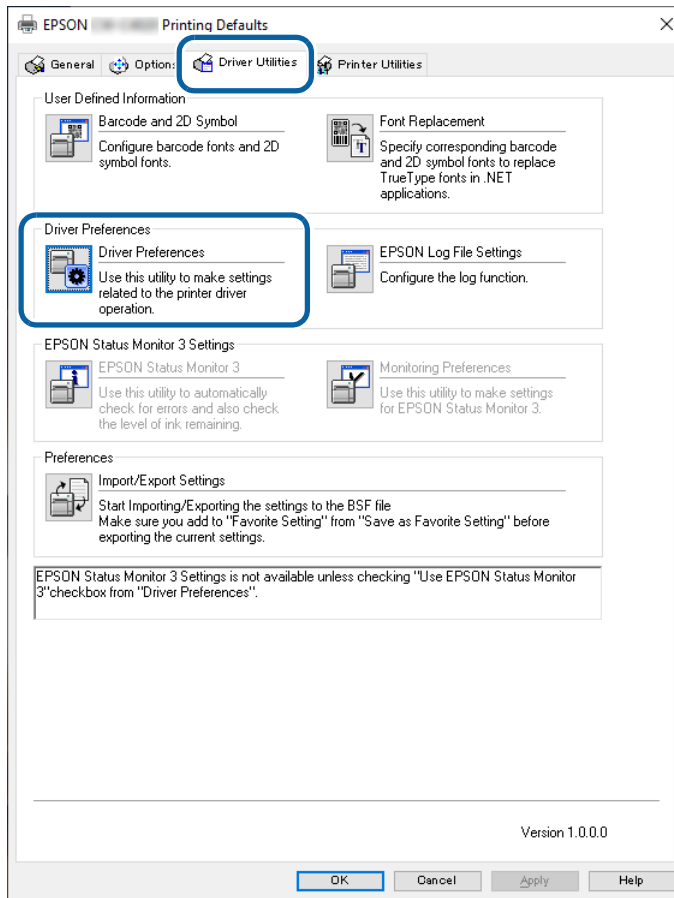 EPSON Printing Defaults
General Options Driver Utilities Printer Utilities
User Defined Information
Barcode and 2D Symbol
Configure barcode fonts and 2D
symbol fonts.
Font Replacement
Specify corresponding barcode
and 2D symbol fonts to replace
TrueType fonts in .NET
applications.
Driver Preferences
Driver Preferences
Use this utility to make settings
related to the printer driver
operation.
EPSON Log File Settings
Configure the log function.
EPSON Status Monitor 3 Settings
EPSON Status Monitor 3
Use this utility to automatically
check for errors and also check
the level of ink remaining.
Monitoring Preferences
Use this utility to make settings
for EPSON Status Monitor 3.
Preferences
Import/Export Settings
Start Importing/Exporting the settings to the BSF file
Make sure you add to "Favorite Setting" from "Save as Favorite Setting" before
exporting the current settings.
EPSON Status Monitor 3 Settings is not available unless checking "Use EPSON Status Monitor
3"checkbox from "Driver Preferences".
Version 1.0.0.0
OK Cancel Apply Help